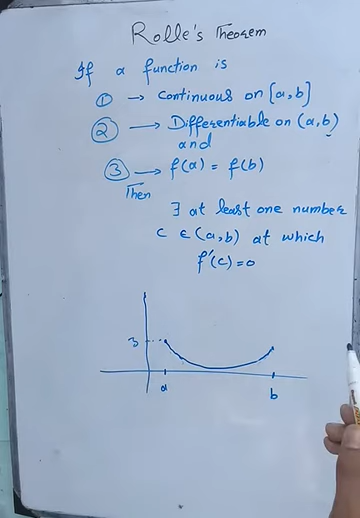 Rolle's Theorem
If a function is
① → Continuous on [a,b]
② → Differentiable on (a,b)
and
③ → f(a) = f(b)
Then
∃ at least one number
c ∈ (a,b) at which
f'(c)=0
3
a
b